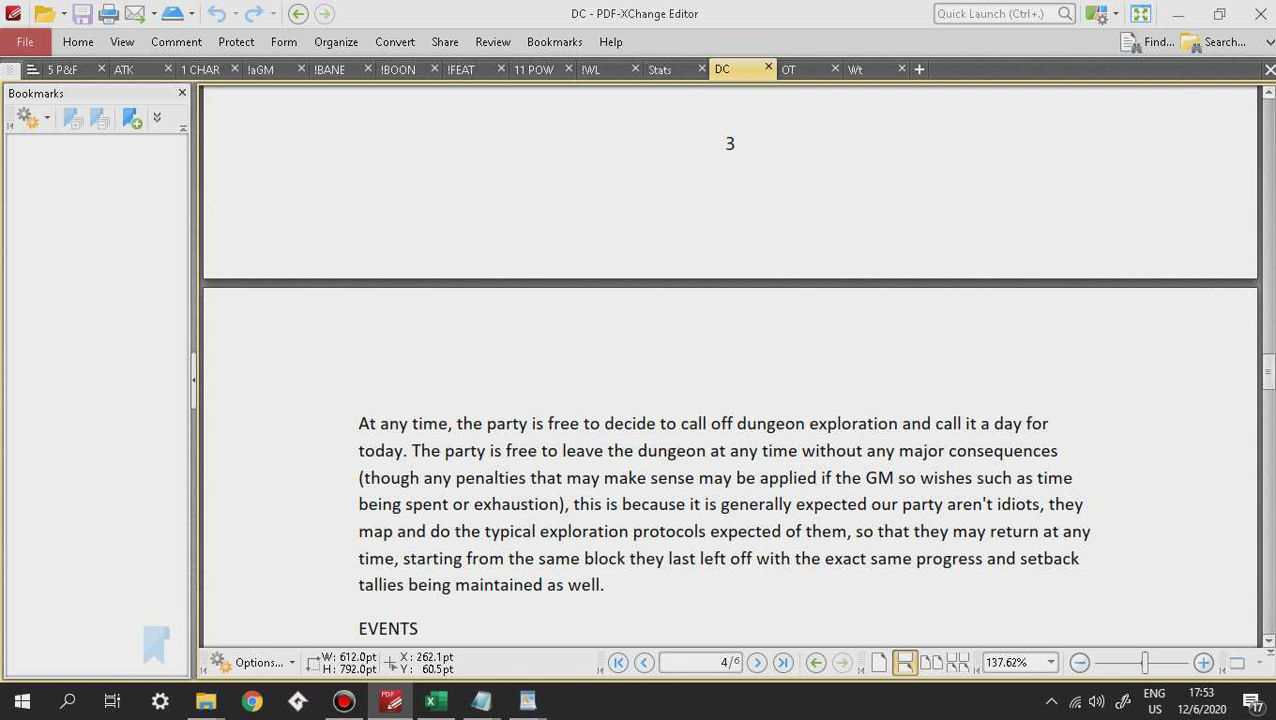 DC - PDF-XChange Editor
Quick Launch (Ctrl+.)
File Home View Comment Protect Form Organize Convert Share Review Bookmarks Help Find... Search...
5 P&F ATK 1 CHAR !aGM !BANE !BOON !FEAT 11 POW !WL Stats DC OT Wt
Bookmarks
3
At any time, the party is free to decide to call off dungeon exploration and call it a day for
today. The party is free to leave the dungeon at any time without any major consequences
(though any penalties that may make sense may be applied if the GM so wishes such as time
being spent or exhaustion), this is because it is generally expected our party aren't idiots, they
map and do the typical exploration protocols expected of them, so that they may return at any
time, starting from the same block they last left off with the exact same progress and setback
tallies being maintained as well.
EVENTS
Options... W: 612.0pt X: 262.1pt
H: 792.0pt Y: 60.5pt
4/6 137.62%
ENG 17:53
US 12/6/2020 17